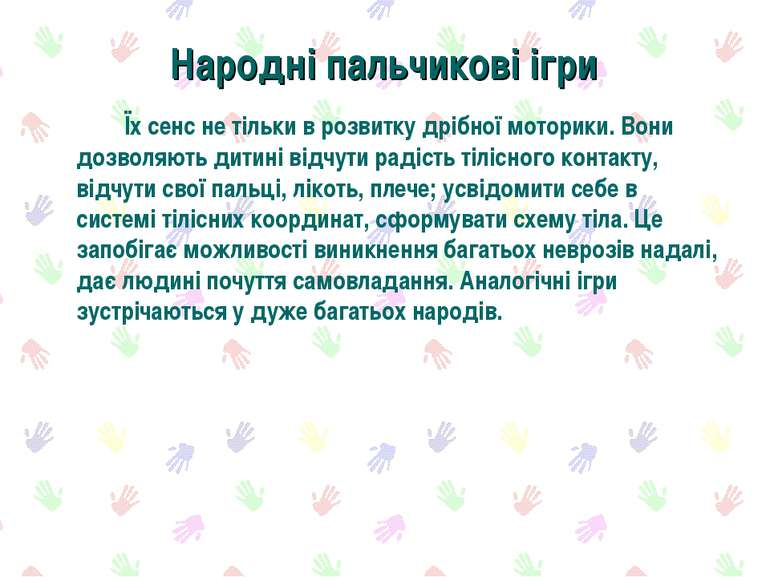 Народні пальчикові ігри
Їх сенс не тільки в розвитку дрібної моторики. Вони
дозволяють дитині відчути радість тілісного контакту,
відчути свої пальці, лікоть, плече; усвідомити себе в
системі тілісних координат, сформувати схему тіла. Це
запобігає можливості виникнення багатьох неврозів надалі,
дає людині почуття самовладання. Аналогічні ігри
зустрічаються у дуже багатьох народів.